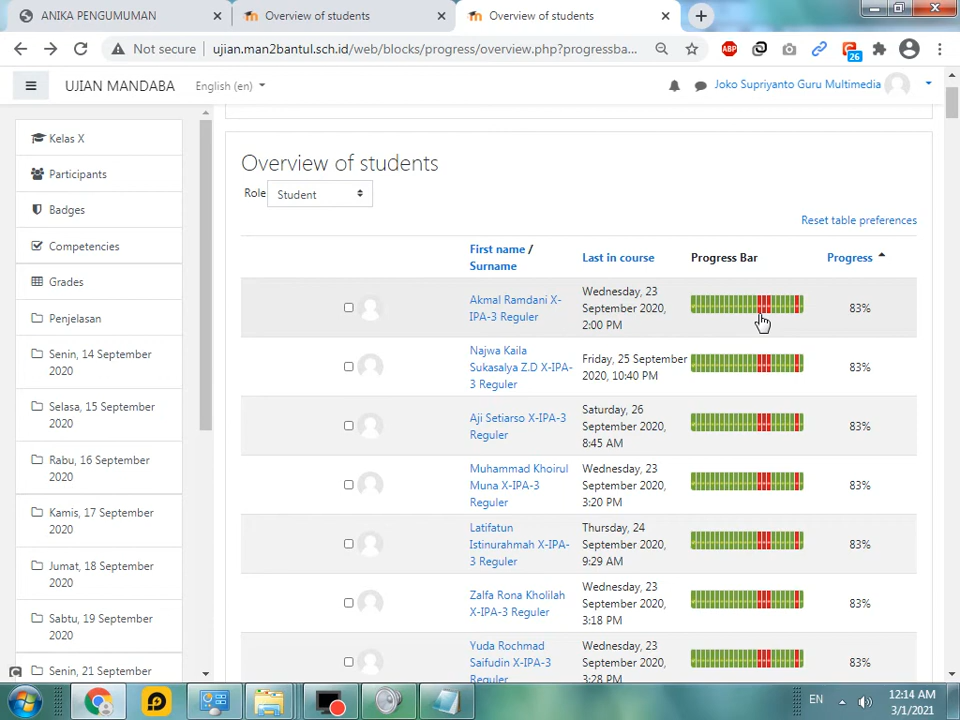 ANIKA PENGUMUMAN
Overview of students
Overview of students
Not secure
ujian.man2bantul.sch.id/web/blocks/progress/overview.php?progressba...
ABP
26
UJIAN MANDABA
English (en)
Joko Supriyanto Guru Multimedia
Kelas X
Participants
Badges
Competencies
Grades
Penjelasan
Senin, 14 September
2020
Selasa, 15 September
2020
Rabu, 16 September
2020
Kamis, 17 September
2020
Jumat, 18 September
2020
Sabtu, 19 September
2020
Senin, 21 September
Overview of students
Role
Student
Reset table preferences
First name /
Surname
Last in course
Progress Bar
Progress
Akmal Ramdani X-
IPA-3 Reguler
Wednesday, 23
September 2020,
2:00 PM
83%
Najwa Kaila
Sukasalya Z.D X-IPA-
3 Reguler
Friday, 25 September
2020, 10:40 PM
83%
Aji Setiarso X-IPA-3
Reguler
Saturday, 26
September 2020,
8:45 AM
83%
Muhammad Khoirul
Muna X-IPA-3
Reguler
Wednesday, 23
September 2020,
3:20 PM
83%
Latifatun
Istinurahmah X-IPA-
3 Reguler
Thursday, 24
September 2020,
9:29 AM
83%
Zalfa Rona Kholilah
X-IPA-3 Reguler
Wednesday, 23
September 2020,
3:18 PM
83%
Yuda Rochmad
Saifudin X-IPA-3
Reguler
Wednesday, 23
September 2020,
3:28 PM
83%
EN
12:14 AM
3/1/2021